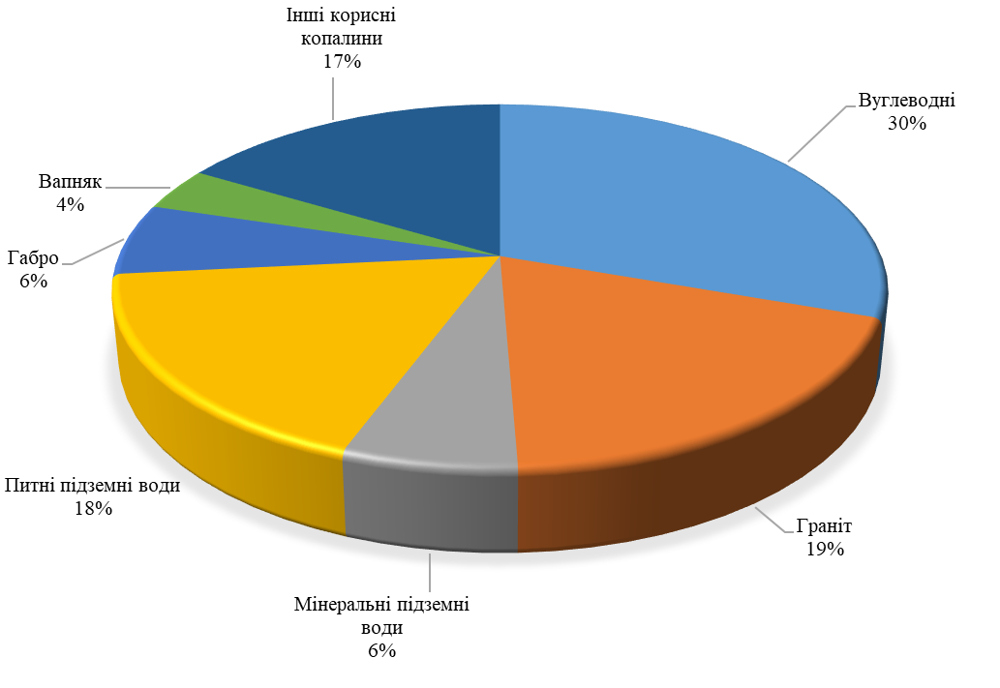 Інші корисні
копалини
17%
Вуглеводні
30%
Вапняк
4%
Габро
6%
Питні підземні води
18%
Граніт
19%
Мінеральні підземні
води
6%